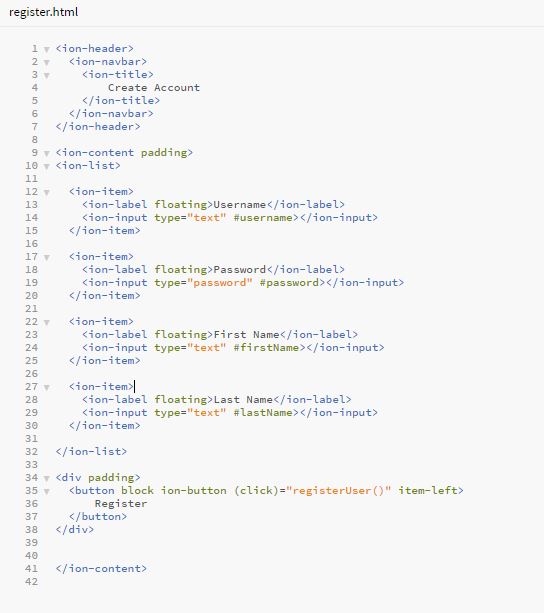 register.html
1 <ion-header>
2 <ion-navbar>
3 <ion-title>
4 Create Account
5 </ion-title>
6 </ion-navbar>
7 </ion-header>
8
9 <ion-content padding>
10 <ion-list>
11
12 <ion-item>
13 <ion-label floating>Username</ion-label>
14 <ion-input type="text" #username></ion-input>
15 </ion-item>
16
17 <ion-item>
18 <ion-label floating>Password</ion-label>
19 <ion-input type="password" #password></ion-input>
20 </ion-item>
21
22 <ion-item>
23 <ion-label floating>First Name</ion-label>
24 <ion-input type="text" #firstName></ion-input>
25 </ion-item>
26
27 <ion-item>
28 <ion-label floating>Last Name</ion-label>
29 <ion-input type="text" #lastName></ion-input>
30 </ion-item>
31
32 </ion-list>
33
34 <div padding>
35 <button block ion-button (click)="registerUser()" item-left>
36 Register
37 </button>
38 </div>
39
40
41 </ion-content>
42